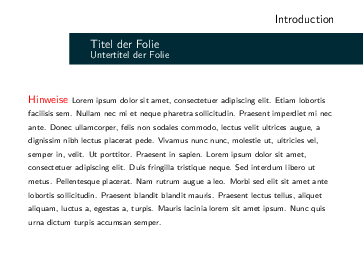 Introduction
Titel der Folie
Untertitel der Folie
Hinweise Lorem ipsum dolor sit amet, consectetuer adipiscing elit. Etiam lobortis
facilisis sem. Nullam nec mi et neque pharetra sollicitudin. Praesent imperdiet mi nec
ante. Donec ullamcorper, felis non sodales commodo, lectus velit ultrices augue, a
dignissim nibh lectus placerat pede. Vivamus nunc nunc, molestie ut, ultricies vel,
semper in, velit. Ut porttitor. Praesent in sapien. Lorem ipsum dolor sit amet,
consectetuer adipiscing elit. Duis fringilla tristique neque. Sed interdum libero ut
metus. Pellentesque placerat. Nam rutrum augue a leo. Morbi sed elit sit amet ante
lobortis sollicitudin. Praesent blandit blandit mauris. Praesent lectus tellus, aliquet
aliquam, luctus a, egestas a, turpis. Mauris lacinia lorem sit amet ipsum. Nunc quis
urna dictum turpis accumsan semper.